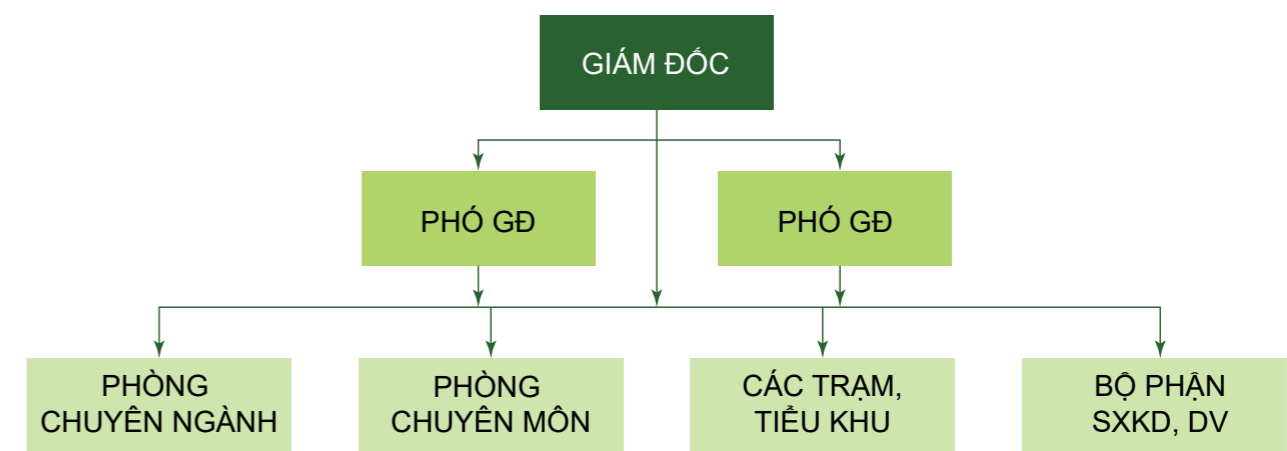 GIÁM ĐỐC
PHÓ GĐ
PHÓ GĐ
PHÒNG
CHUYÊN NGÀNH
PHÒNG
CHUYÊN MÔN
CÁC TRẠM,
TIỂU KHU
BỘ PHẬN
SXKD, DV